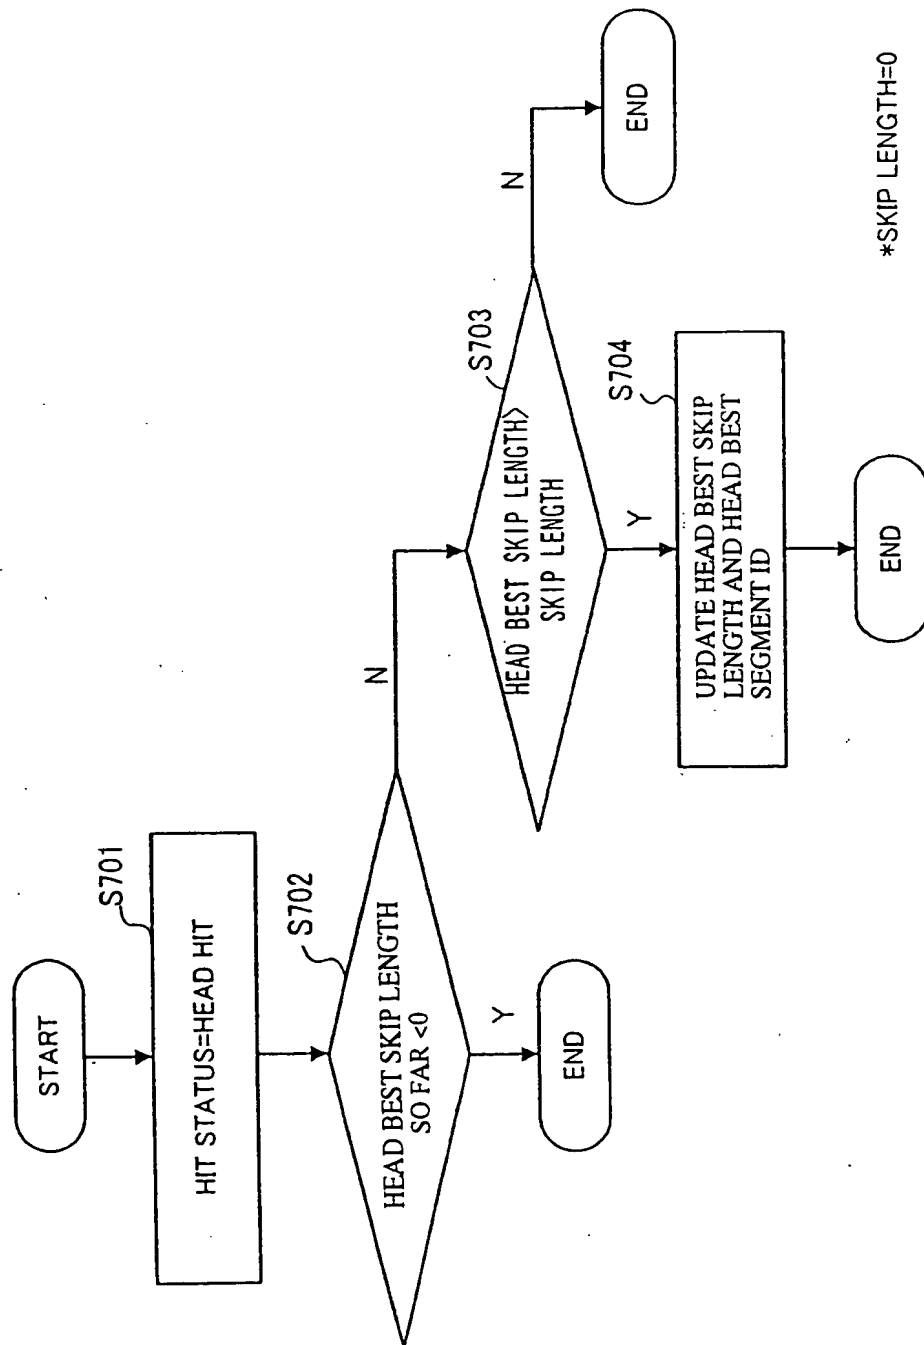 START
S701
HIT STATUS=HEAD HIT
S702
HEAD BEST SKIP LENGTH
SO FAR <0
N
Y
END
S703
HEAD BEST SKIP LENGTH>
SKIP LENGTH
N
END
Y
S704
UPDATE HEAD BEST SKIP
LENGTH AND HEAD BEST
SEGMENT ID
END
*SKIP LENGTH=0